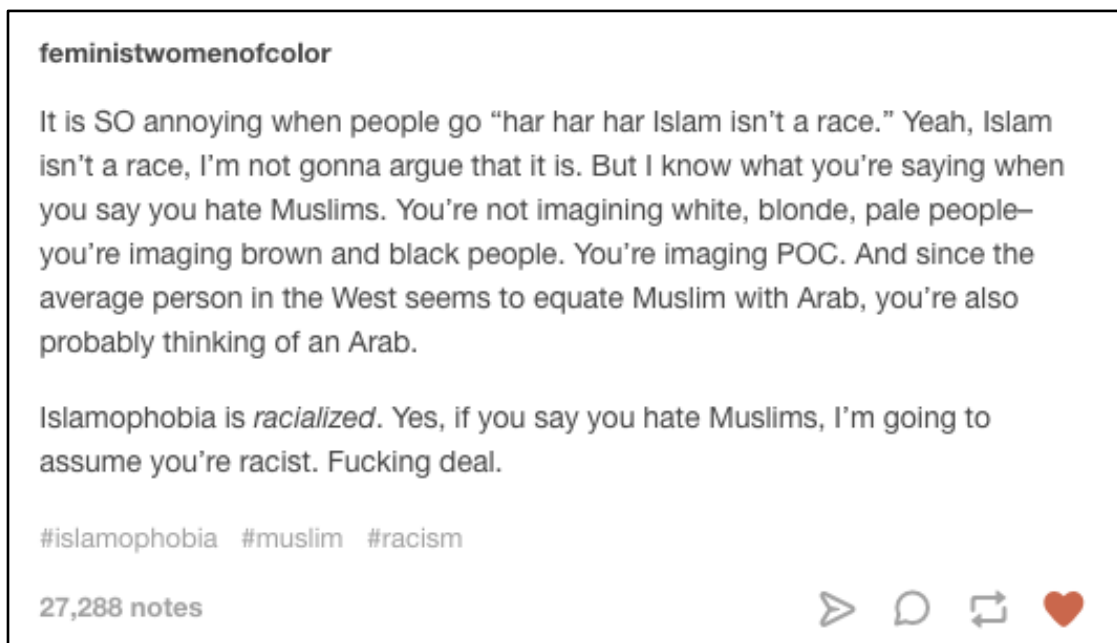 feministwomenofcolor
It is SO annoying when people go “har har har Islam isn’t a race.” Yeah, Islam
isn’t a race, I’m not gonna argue that it is. But I know what you’re saying when
you say you hate Muslims. You’re not imagining white, blonde, pale people–
you’re imaging brown and black people. You’re imaging POC. And since the
average person in the West seems to equate Muslim with Arab, you’re also
probably thinking of an Arab.
Islamophobia is racialized. Yes, if you say you hate Muslims, I’m going to
assume you’re racist. Fucking deal.
#islamophobia #muslim #racism
27,288 notes